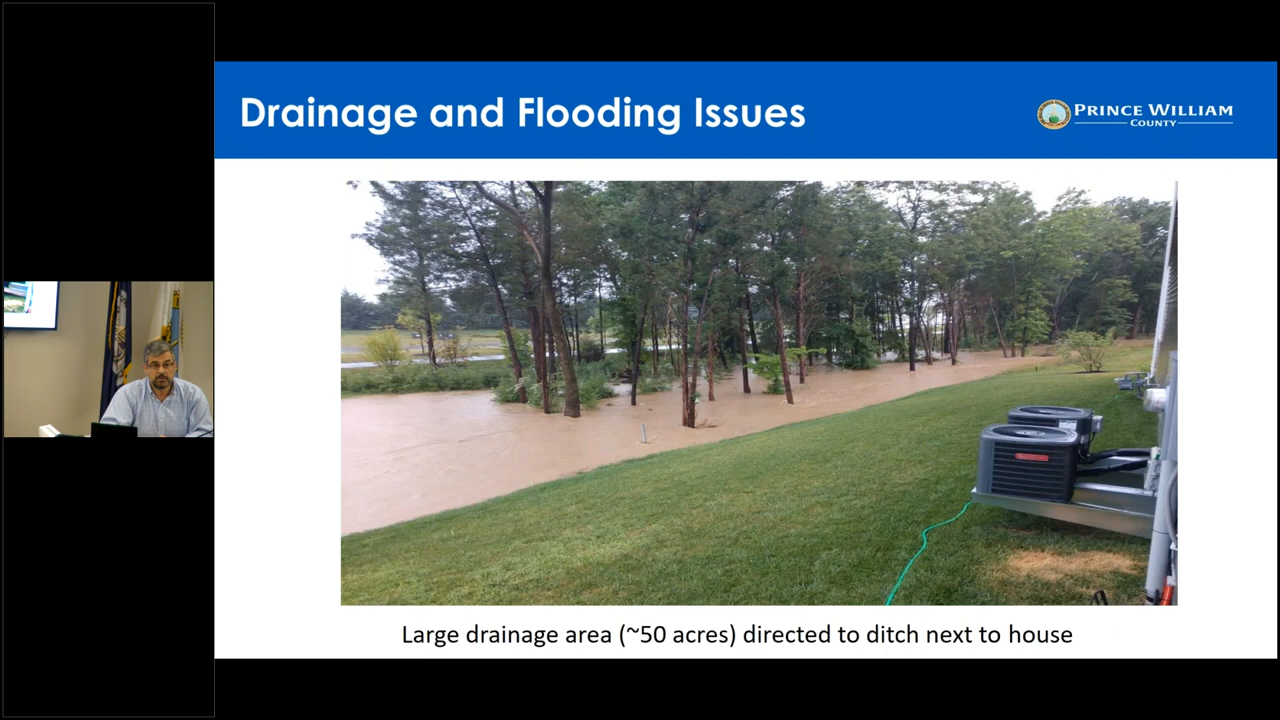 Drainage and Flooding Issues
PRINCE WILLIAM
COUNTY
Large drainage area (~50 acres) directed to ditch next to house